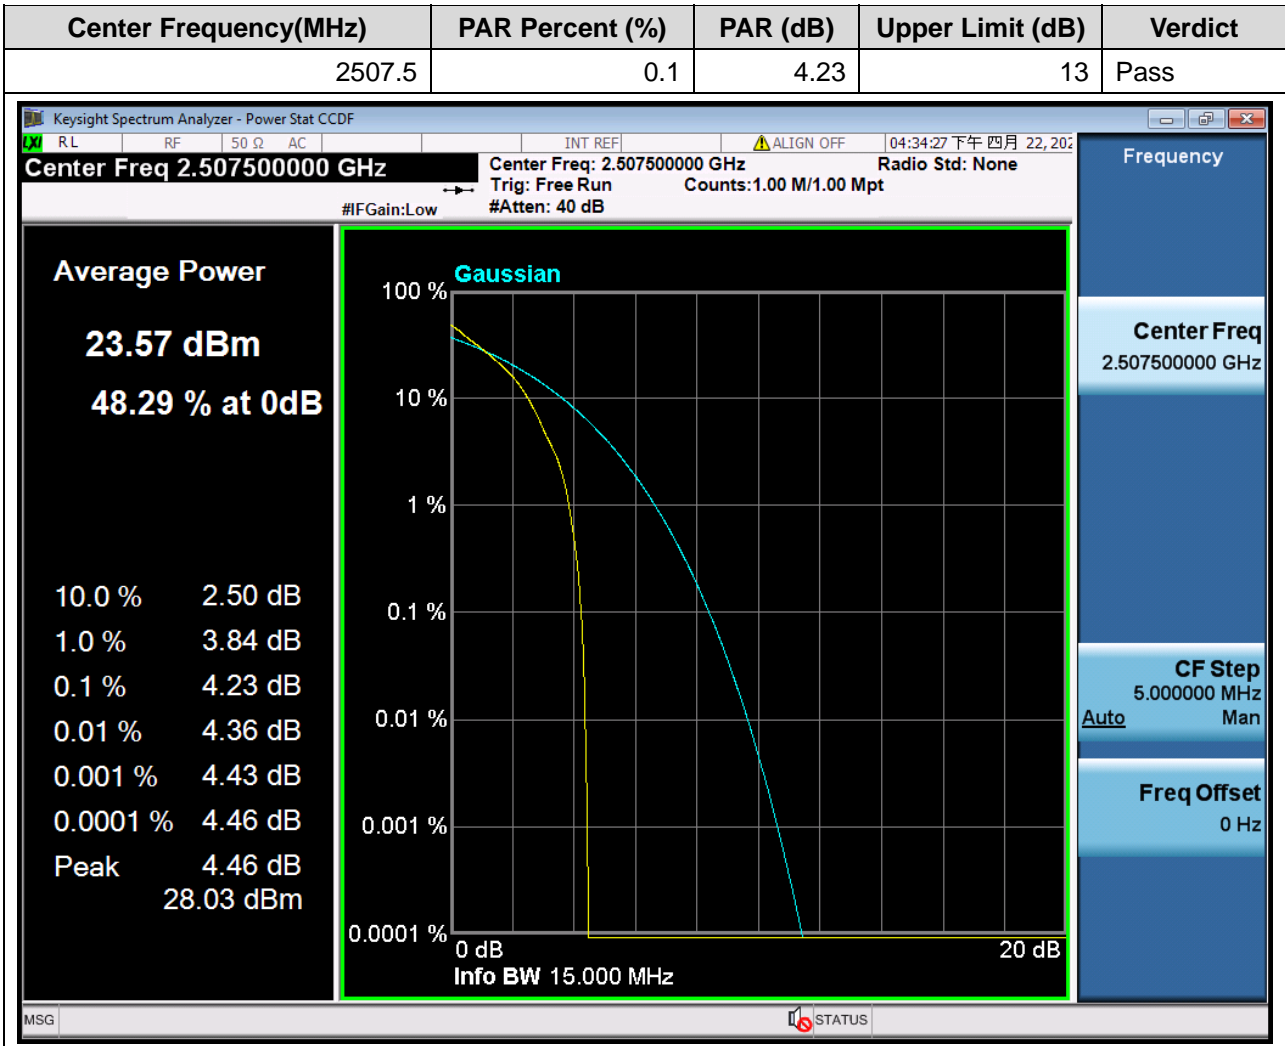 Center Frequency(MHz) PAR Percent (%) PAR (dB) Upper Limit (dB) Verdict
2507.5 0.1 4.23 13 Pass
Keysight Spectrum Analyzer - Power Stat CCDF
LXI RL RF 50 Ω AC INT REF ALIGN OFF 04:34:27 下午 四月 22, 202
Center Freq 2.507500000 GHz
Center Freq: 2.507500000 GHz Radio Std: None
Trig: Free Run Counts:1.00 M/1.00 Mpt
#IFGain:Low #Atten: 40 dB
Average Power
23.57 dBm
48.29 % at 0dB
10.0 % 2.50 dB
1.0 % 3.84 dB
0.1 % 4.23 dB
0.01 % 4.36 dB
0.001 % 4.43 dB
0.0001 % 4.46 dB
Peak 4.46 dB
28.03 dBm
Gaussian
100 %
10 %
1 %
0.1 %
0.01 %
0.001 %
0.0001 %
0 dB 20 dB
Info BW 15.000 MHz
Frequency
Center Freq
2.507500000 GHz
CF Step
5.000000 MHz
Auto Man
Freq Offset
0 Hz
MSG STATUS